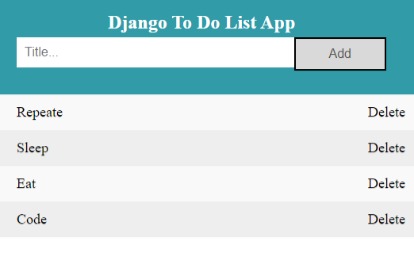 Django To Do List App
Title... Add
Repeate Delete
Sleep Delete
Eat Delete
Code Delete